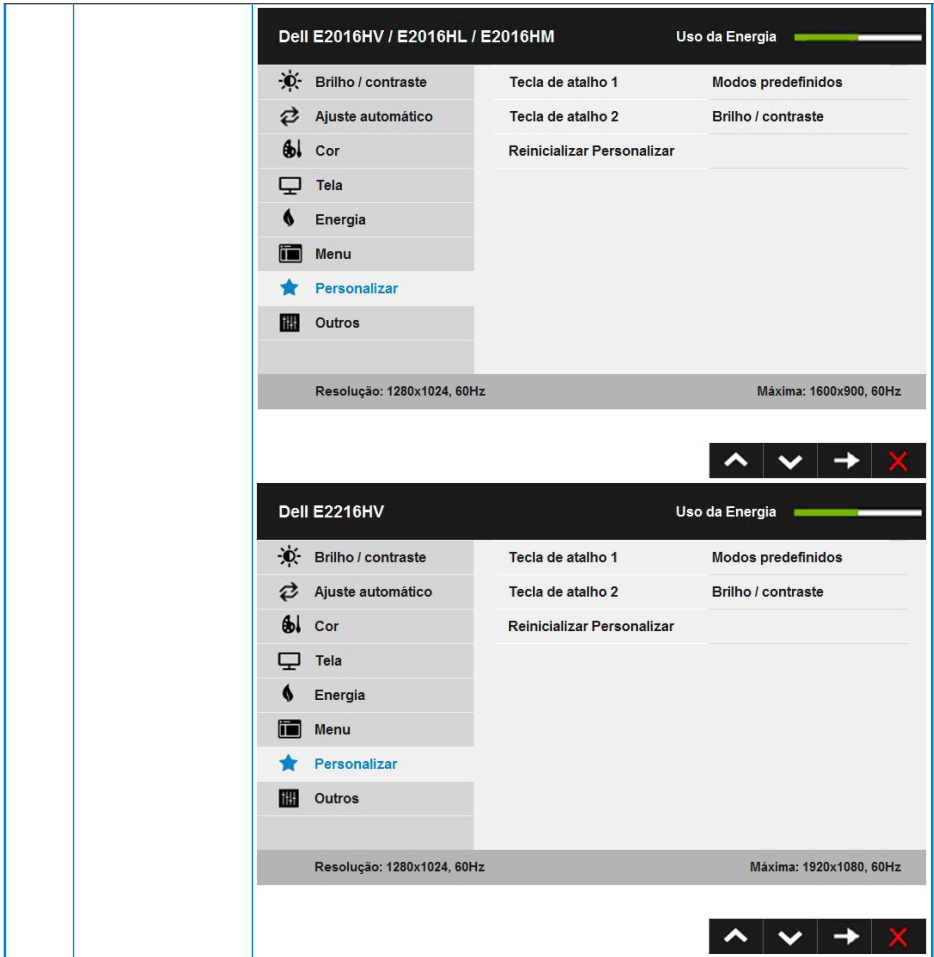 Dell E2016HV / E2016HL / E2016HM Uso da Energia
Brilho / contraste Tecla de atalho 1 Modos predefinidos
Ajuste automático Tecla de atalho 2 Brilho / contraste
Cor Reinicializar Personalizar
Tela
Energia
Menu
Personalizar
Outros
Resolução: 1280x1024, 60Hz Máxima: 1600x900, 60Hz
Dell E2216HV Uso da Energia
Brilho / contraste Tecla de atalho 1 Modos predefinidos
Ajuste automático Tecla de atalho 2 Brilho / contraste
Cor Reinicializar Personalizar
Tela
Energia
Menu
Personalizar
Outros
Resolução: 1280x1024, 60Hz Máxima: 1920x1080, 60Hz